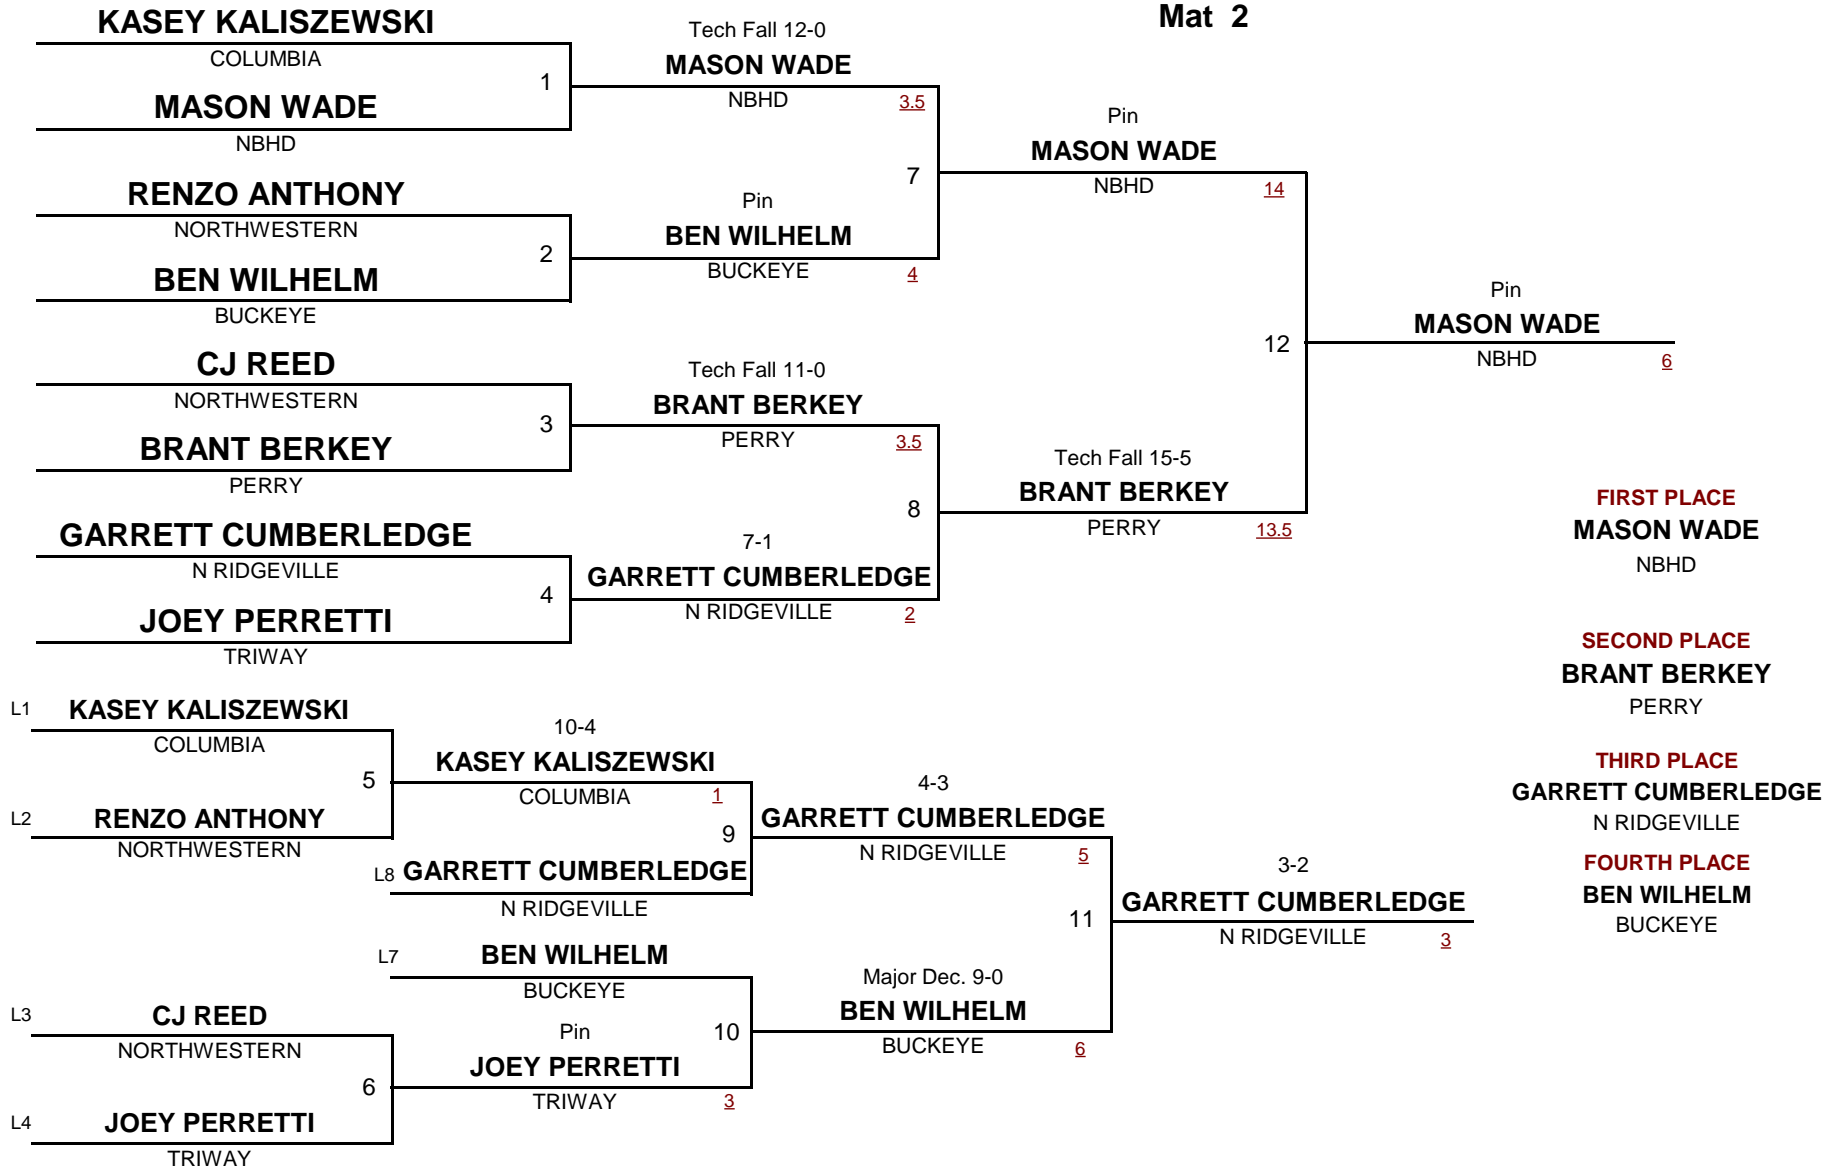 Mat 2
KASEY KALISZEWSKI
COLUMBIA
1
MASON WADE
NBHD
Tech Fall 12-0
MASON WADE
NBHD
3.5
RENZO ANTHONY
NORTHWESTERN
2
BEN WILHELM
BUCKEYE
Pin
BEN WILHELM
BUCKEYE
4
7
Pin
MASON WADE
NBHD
14
CJ REED
NORTHWESTERN
3
BRANT BERKEY
PERRY
Tech Fall 11-0
BRANT BERKEY
PERRY
3.5
GARRETT CUMBERLEDGE
N RIDGEVILLE
4
JOEY PERRETTI
TRIWAY
7-1
GARRETT CUMBERLEDGE
N RIDGEVILLE
2
8
Tech Fall 15-5
BRANT BERKEY
PERRY
13.5
12
Pin
MASON WADE
NBHD
6
L1
KASEY KALISZEWSKI
COLUMBIA
5
L2
RENZO ANTHONY
NORTHWESTERN
10-4
KASEY KALISZEWSKI
COLUMBIA
1
9
L8
GARRETT CUMBERLEDGE
N RIDGEVILLE
4-3
GARRETT CUMBERLEDGE
N RIDGEVILLE
5
L7
BEN WILHELM
BUCKEYE
L3
CJ REED
NORTHWESTERN
6
L4
JOEY PERRETTI
TRIWAY
Pin
JOEY PERRETTI
TRIWAY
3
10
Major Dec. 9-0
BEN WILHELM
BUCKEYE
6
11
3-2
GARRETT CUMBERLEDGE
N RIDGEVILLE
3
FIRST PLACE
MASON WADE
NBHD
SECOND PLACE
BRANT BERKEY
PERRY
THIRD PLACE
GARRETT CUMBERLEDGE
N RIDGEVILLE
FOURTH PLACE
BEN WILHELM
BUCKEYE